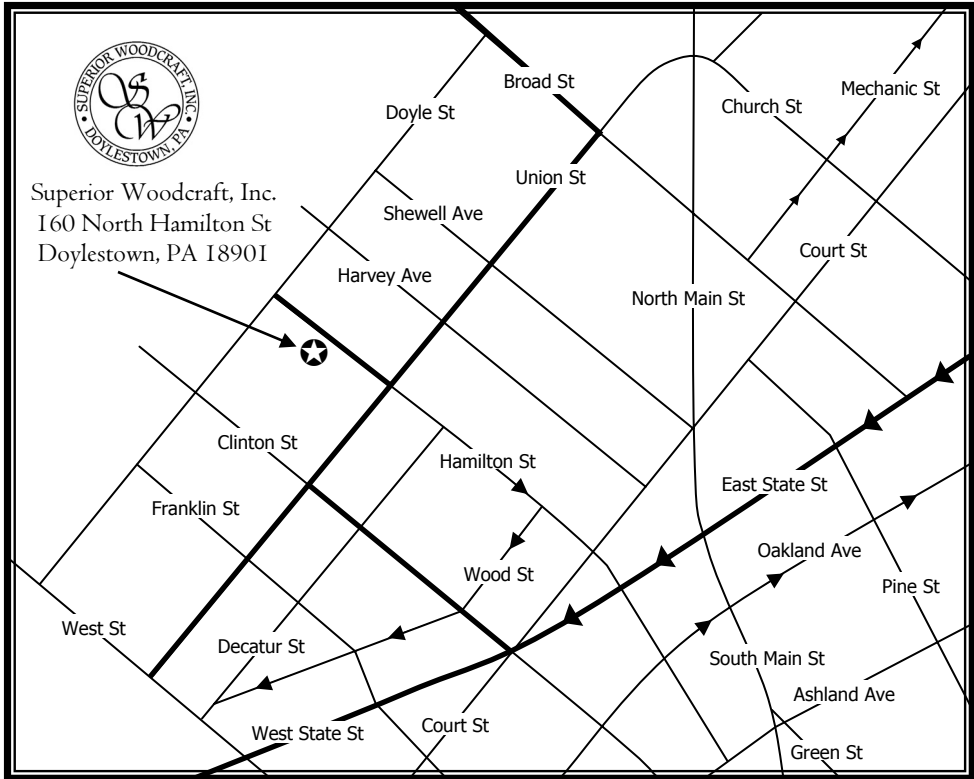 • SUPERIOR WOODCRAFT, INC. •
DOYLESTOWN, PA
SW
Superior Woodcraft, Inc.
160 North Hamilton St
Doylestown, PA 18901
Broad St
Doyle St
Mechanic St
Church St
Union St
Shewell Ave
Court St
Harvey Ave
North Main St
Clinton St
Hamilton St
East State St
Franklin St
Oakland Ave
Wood St
Pine St
West St
Decatur St
South Main St
Ashland Ave
West State St
Court St
Green St